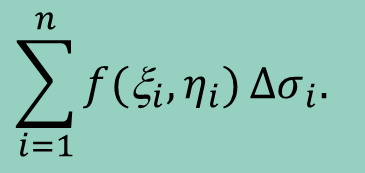 ∑_{i=1}^{n} f(ξ_i, η_i) Δσ_i.